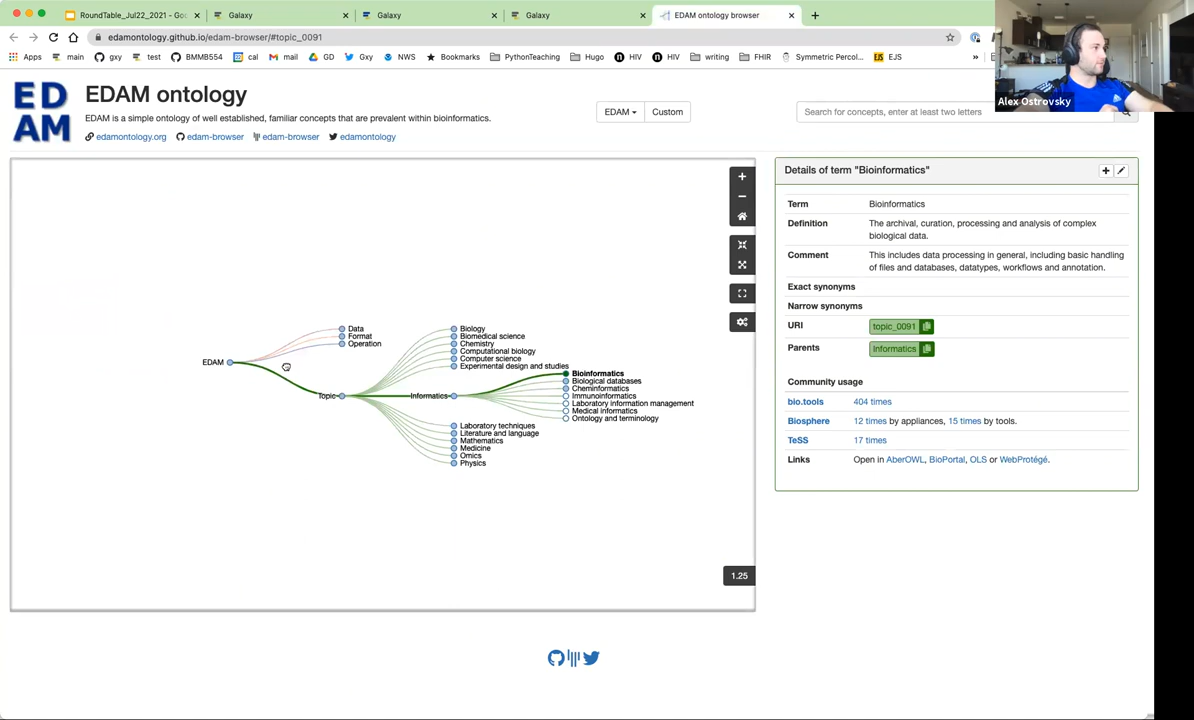 RoundTable_Jul22_2021 - Goo
Galaxy
Galaxy
Galaxy
EDAM ontology browser
edamontology.github.io/edam-browser/#topic_0091
Apps
main
gxy
test
BMMB554
cal
mail
GD
Gxy
NWS
Bookmarks
PythonTeaching
Hugo
HIV
HIV
writing
FHIR
Symmetric Percol...
EJS
EJS
»
Alex Ostrovsky
ED
AM
EDAM ontology
EDAM is a simple ontology of well established, familiar concepts that are prevalent within bioinformatics.
edamontology.org
edam-browser
edam-browser
edamontology
EDAM
Custom
Search for concepts, enter at least two letters
Data
Format
Operation
EDAM
Topic
Biology
Biomedical science
Chemistry
Computational biology
Computer science
Experimental design and studies
Informatics
Bioinformatics
Biological databases
Cheminformatics
Immunoinformatics
Laboratory information management
Medical informatics
Ontology and terminology
Laboratory techniques
Literature and language
Mathematics
Medicine
Omics
Physics
1.25
Details of term "Bioinformatics"
Term Bioinformatics
Definition The archival, curation, processing and analysis of complex
biological data.
Comment This includes data processing in general, including basic handling
of files and databases, datatypes, workflows and annotation.
Exact synonyms
Narrow synonyms
URI topic_0091
Parents Informatics
Community usage
bio.tools 404 times
Biosphere 12 times by appliances, 15 times by tools.
TeSS 17 times
Links Open in AberOWL, BioPortal, OLS or WebProtégé.